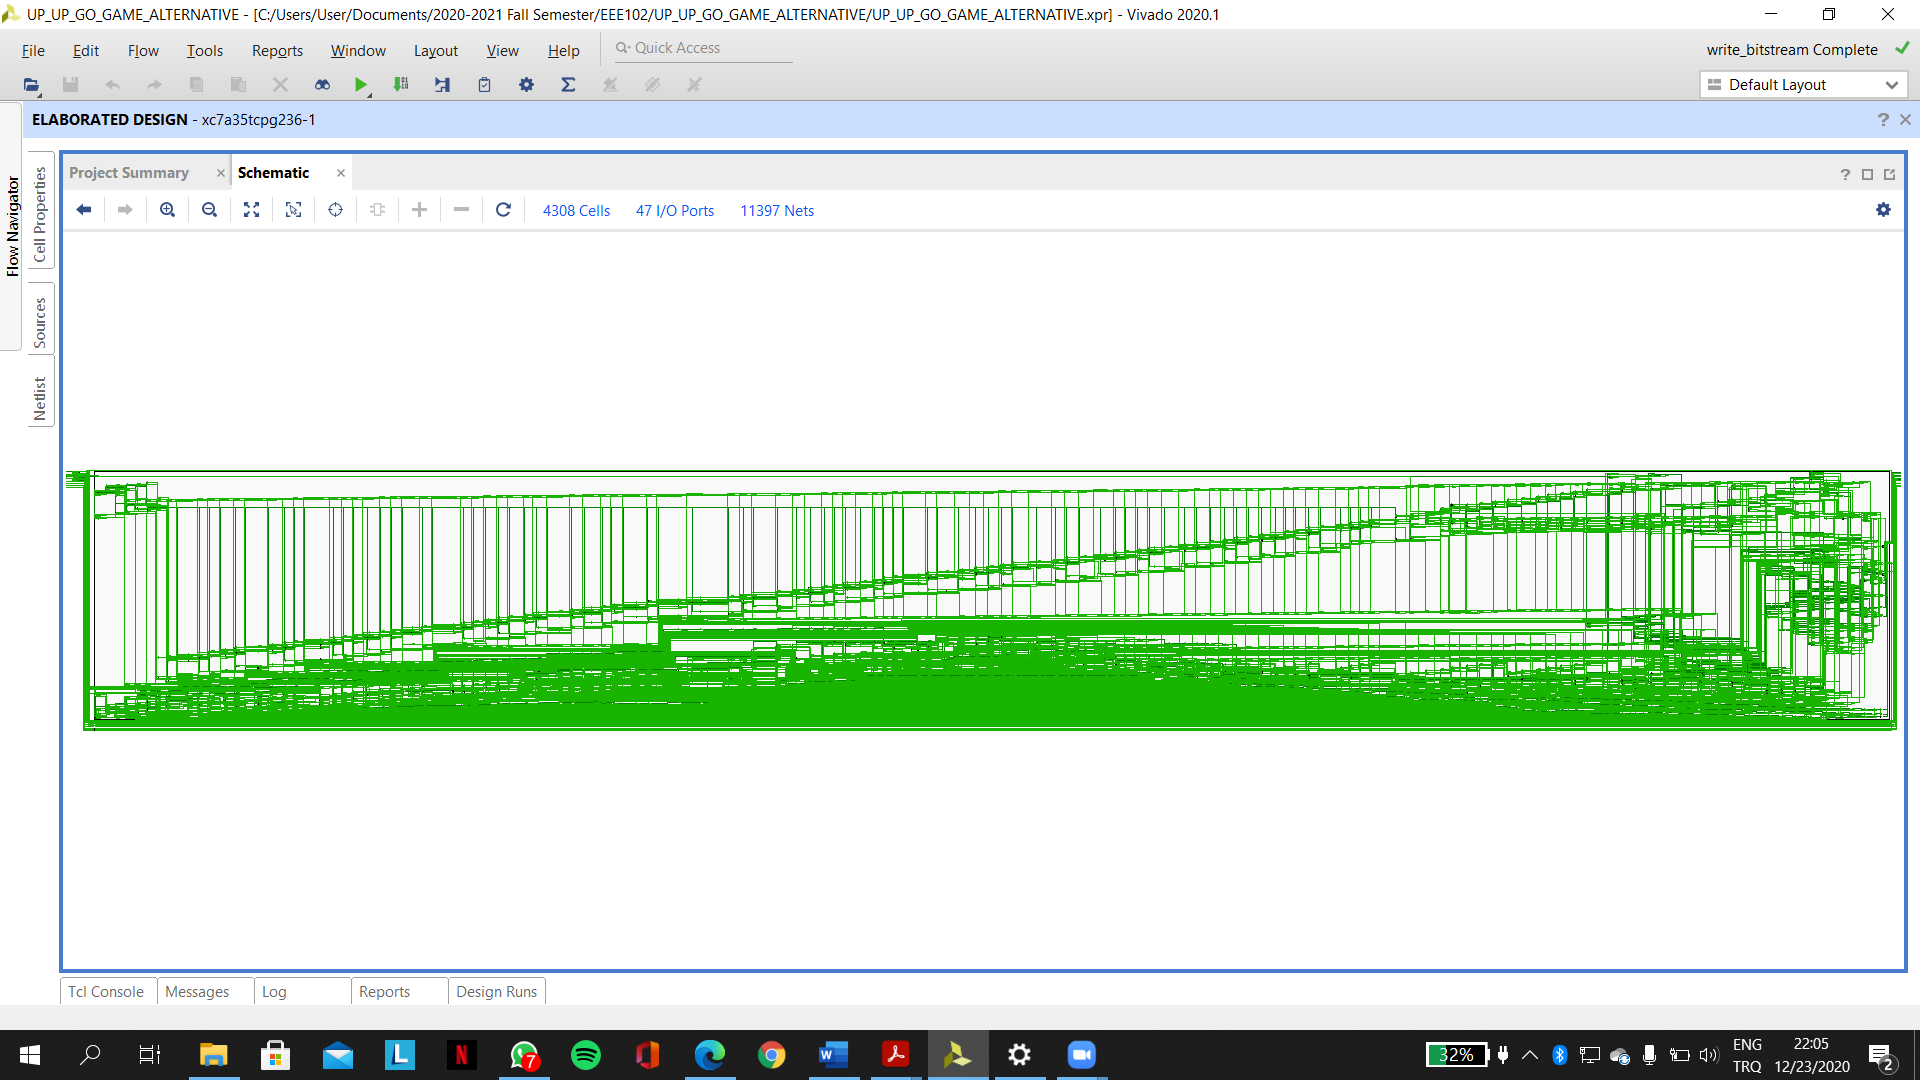 UP_UP_GO_GAME_ALTERNATIVE - [C:/Users/User/Documents/2020-2021 Fall Semester/EEE102/UP_UP_GO_GAME_ALTERNATIVE/UP_UP_GO_GAME_ALTERNATIVE.xpr] - Vivado 2020.1
File Edit Flow Tools Reports Window Layout View Help Quick Access write_bitstream Complete
Default Layout
ELABORATED DESIGN - xc7a35tcpg236-1
Flow Navigator
Cell Properties
Sources
Netlist
Project Summary Schematic
4308 Cells 47 I/O Ports 11397 Nets
Tcl Console Messages Log Reports Design Runs
7
32%
ENG
TRQ
22:05
12/23/2020
2